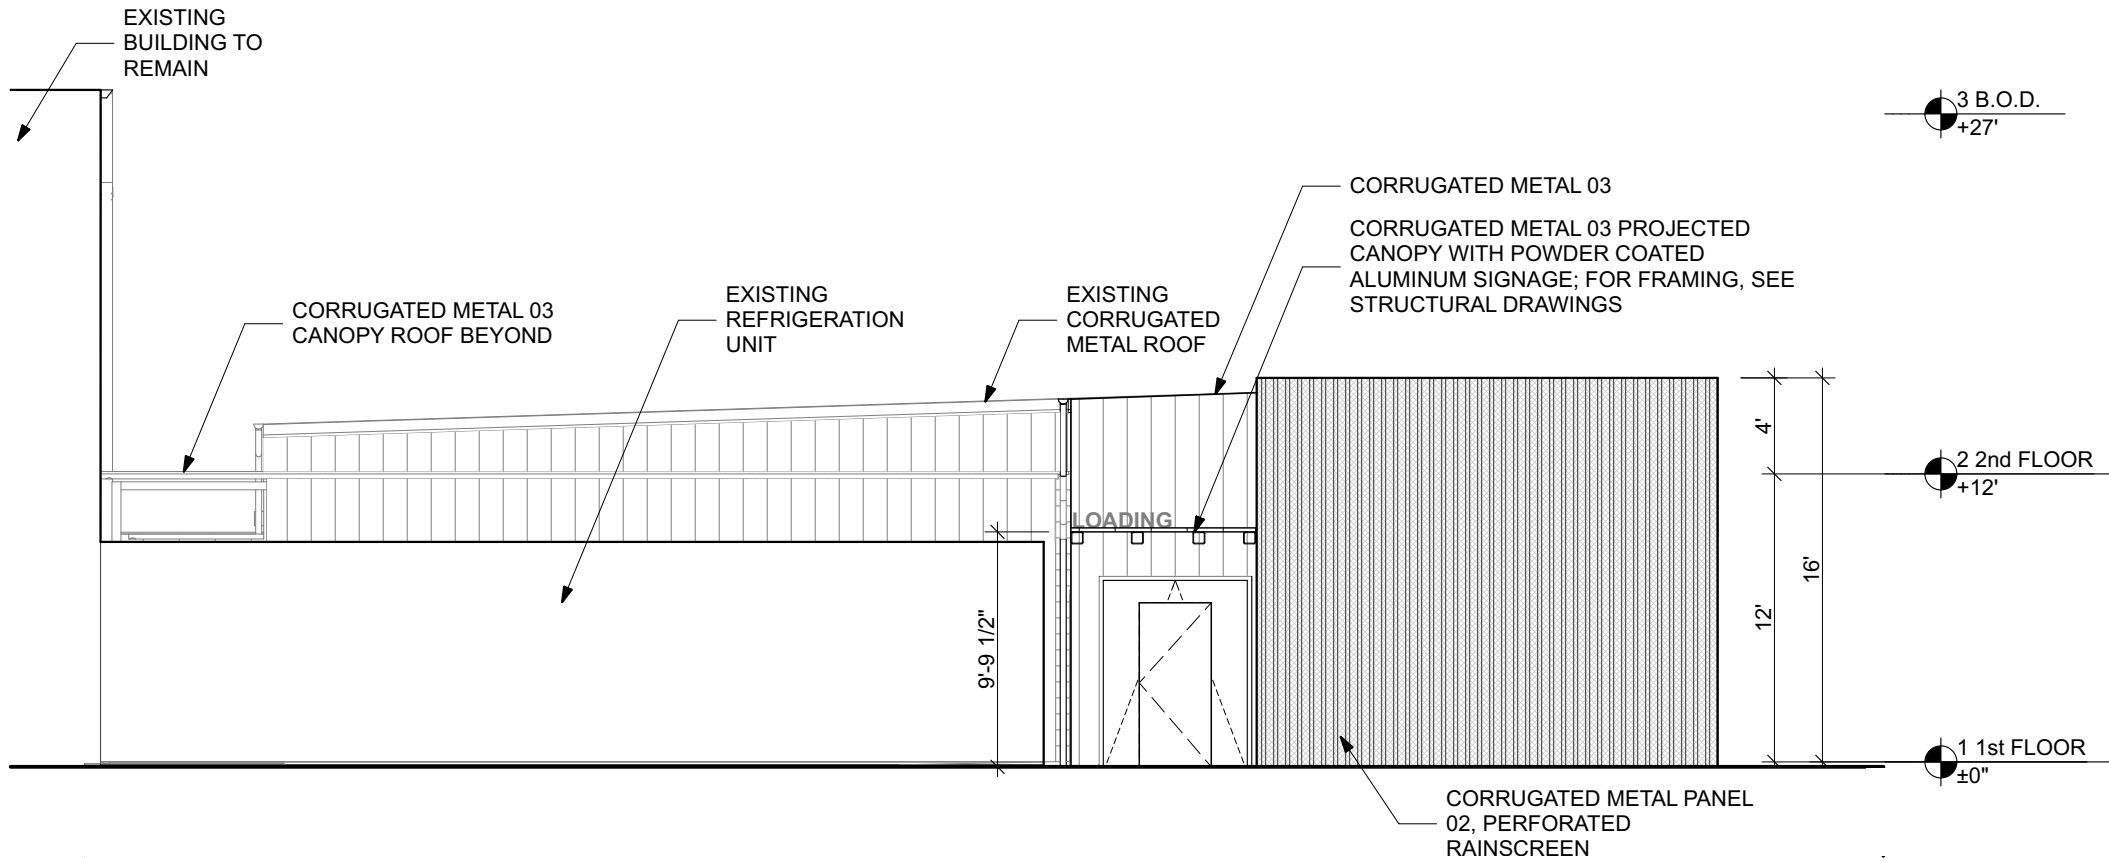 EXISTING
BUILDING TO
REMAIN
3 B.O.D.
+27'
CORRUGATED METAL 03
CORRUGATED METAL 03 PROJECTED
CANOPY WITH POWDER COATED
ALUMINUM SIGNAGE; FOR FRAMING, SEE
STRUCTURAL DRAWINGS
EXISTING
REFRIGERATION
UNIT
EXISTING
CORRUGATED
METAL ROOF
CORRUGATED METAL 03
CANOPY ROOF BEYOND
4'
2 2nd FLOOR
+12'
LOADING
16'
12'
9'-9 1/2"
1 1st FLOOR
±0"
CORRUGATED METAL PANEL
02, PERFORATED
RAINSCREEN